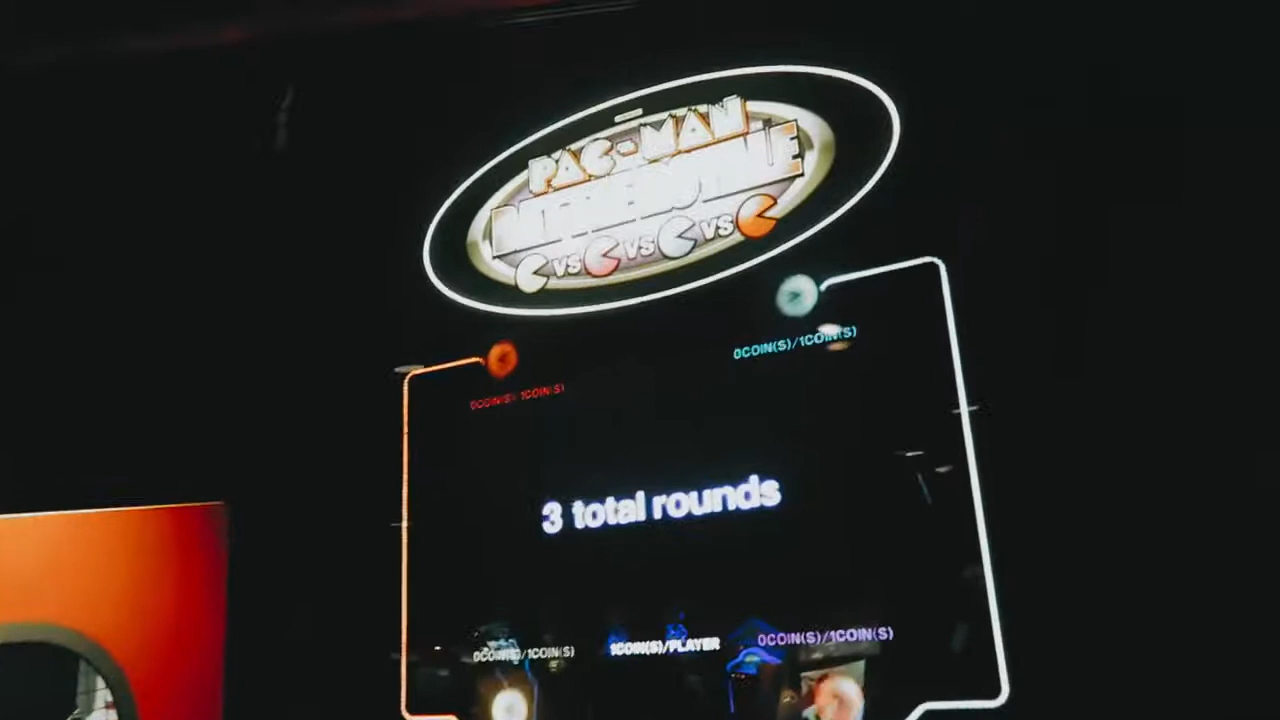 PAC-MAN
BATTLE ROYALE
VS VS VS
0COIN(S)/1COIN(S)
0COIN(S)/1COIN(S)
3 total rounds
0COIN(S)/1COIN(S)
1COIN(S)/PLAYER
0COIN(S)/1COIN(S)